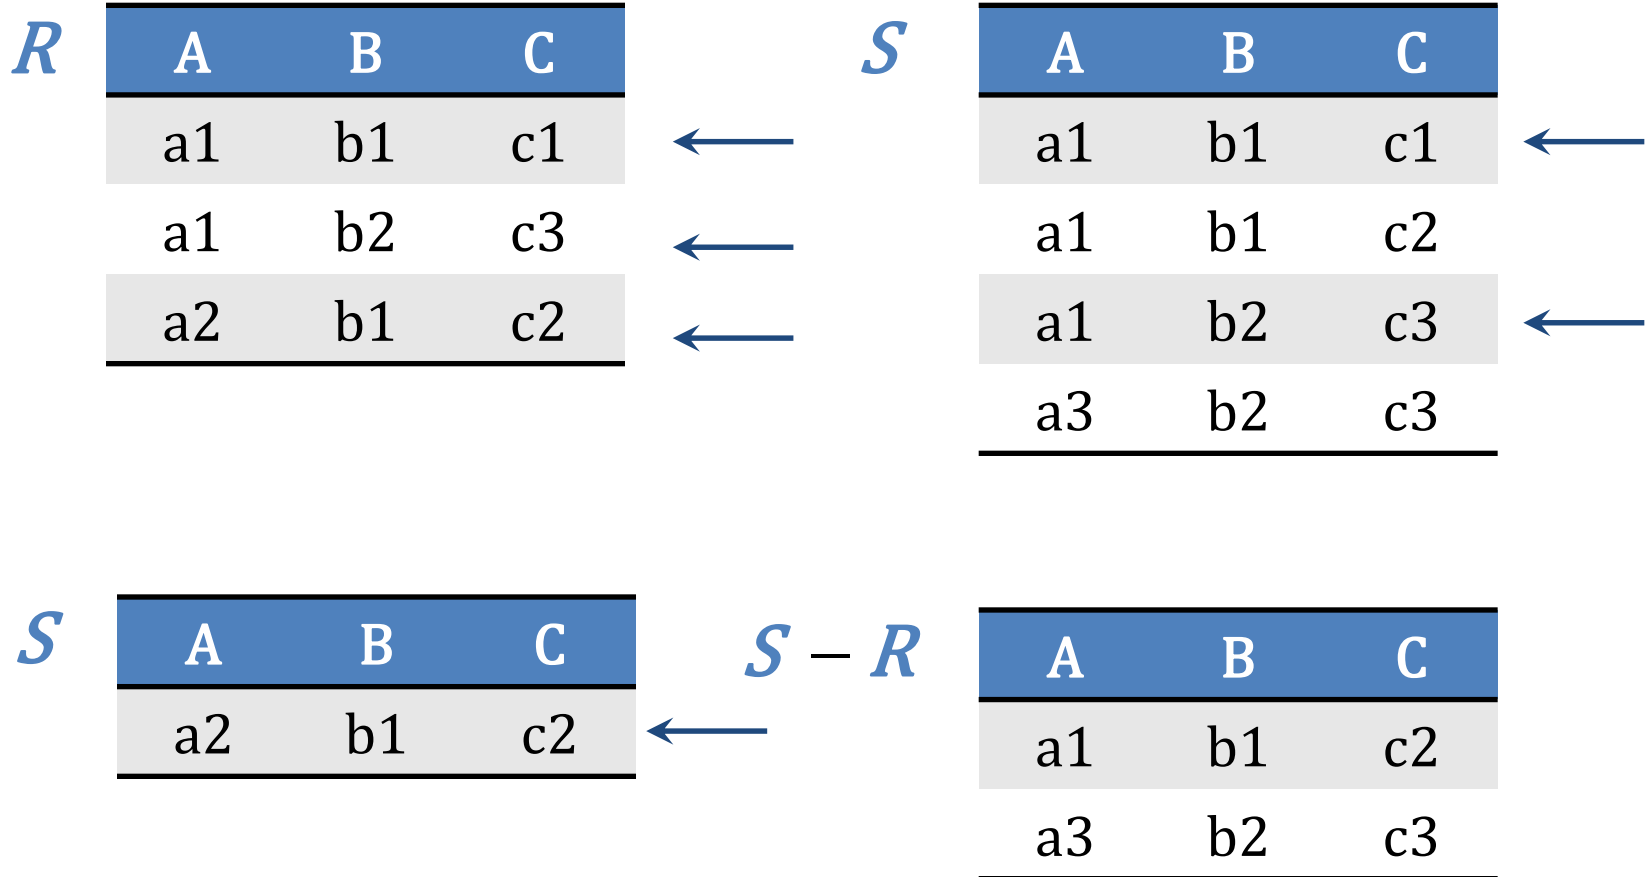 R
A B C
a1 b1 c1
a1 b2 c3
a2 b1 c2
S
A B C
a1 b1 c1
a1 b1 c2
a1 b2 c3
a3 b2 c3
S
A B C
a2 b1 c2
S – R
A B C
a1 b1 c2
a3 b2 c3